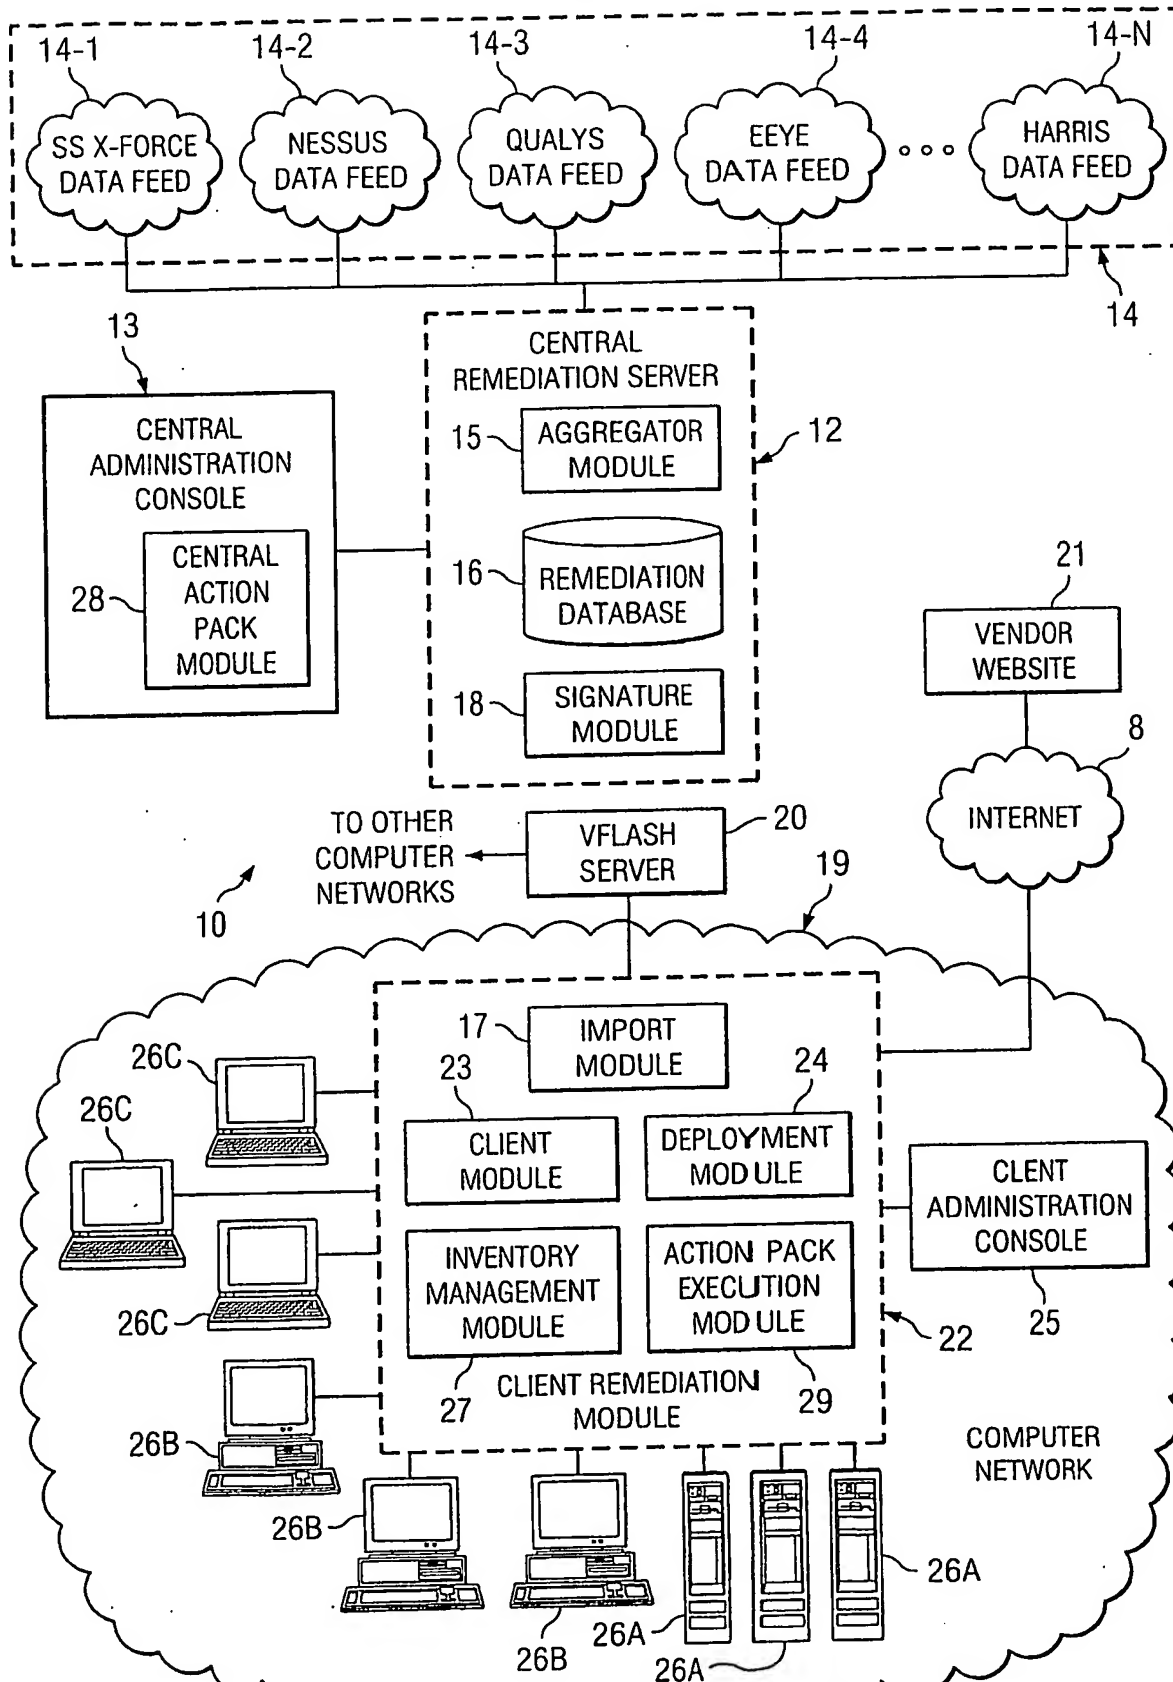 14-1
14-2
14-3
14-4
14-N
SS X-FORCE
DATA FEED
NESSUS
DATA FEED
QUALYS
DATA FEED
EEYE
DATA FEED
HARRIS
DATA FEED
14
13
CENTRAL
ADMINISTRATION
CONSOLE
28
CENTRAL
ACTION
PACK
MODULE
CENTRAL
REMEDIATION SERVER
15
AGGREGATOR
MODULE
12
16
REMEDIATION
DATABASE
18
SIGNATURE
MODULE
21
VENDOR
WEBSITE
8
INTERNET
TO OTHER
COMPUTER
NETWORKS
VFLASH
SERVER
20
10
19
17
IMPORT
MODULE
23
CLIENT
MODULE
24
DEPLOYMENT
MODULE
26C
26C
26C
CLENT
ADMINISTRATION
CONSOLE
25
INVENTORY
MANAGEMENT
MODULE
27
ACTION PACK
EXECUTION
MODULE
29
22
CLIENT REMEDIATION
MODULE
COMPUTER
NETWORK
26B
26B
26B
26A
26A
26A